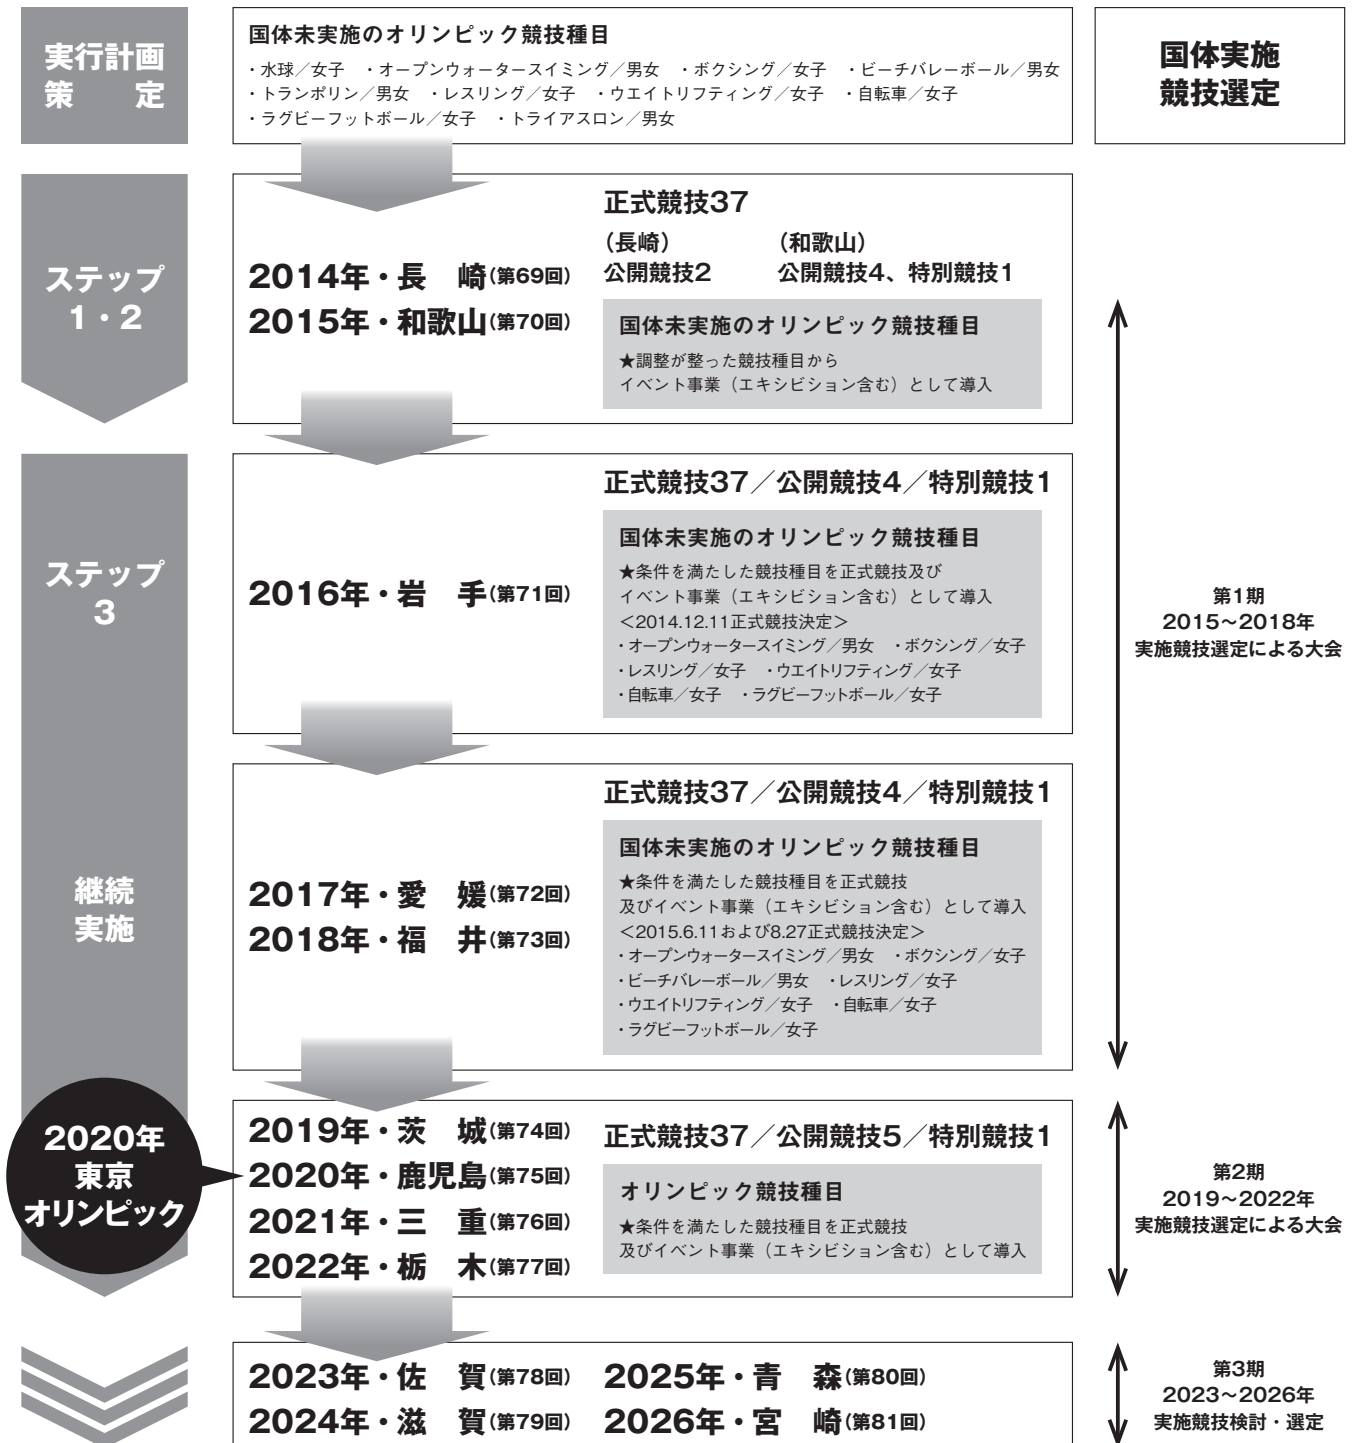 実行計画
策　定
国体未実施のオリンピック競技種目
・水球／女子　・オープンウォータースイミング／男女　・ボクシング／女子　・ビーチバレーボール／男女
・トランポリン／男女　・レスリング／女子　・ウエイトリフティング／女子　・自転車／女子
・ラグビーフットボール／女子　・トライアスロン／男女
国体実施
競技選定
ステップ
1・2
2014年・長　崎(第69回)
2015年・和歌山(第70回)
正式競技37
（長崎）　（和歌山）
公開競技2　公開競技4、特別競技1
国体未実施のオリンピック競技種目
★調整が整った競技種目から
イベント事業（エキシビション含む）として導入
ステップ
3
2016年・岩　手(第71回)
正式競技37／公開競技4／特別競技1
国体未実施のオリンピック競技種目
★条件を満たした競技種目を正式競技及び
イベント事業（エキシビション含む）として導入
＜2014.12.11正式競技決定＞
・オープンウォータースイミング／男女　・ボクシング／女子
・レスリング／女子　・ウエイトリフティング／女子
・自転車／女子　・ラグビーフットボール／女子
第1期
2015～2018年
実施競技選定による大会
継続
実施
2017年・愛　媛(第72回)
2018年・福　井(第73回)
正式競技37／公開競技4／特別競技1
国体未実施のオリンピック競技種目
★条件を満たした競技種目を正式競技
及びイベント事業（エキシビション含む）として導入
＜2015.6.11および8.27正式競技決定＞
・オープンウォータースイミング／男女　・ボクシング／女子
・ビーチバレーボール／男女　・レスリング／女子
・ウエイトリフティング／女子　・自転車／女子
・ラグビーフットボール／女子
2020年
東京
オリンピック
2019年・茨　城(第74回)
2020年・鹿児島(第75回)
2021年・三　重(第76回)
2022年・栃　木(第77回)
正式競技37／公開競技5／特別競技1
オリンピック競技種目
★条件を満たした競技種目を正式競技
及びイベント事業（エキシビション含む）として導入
第2期
2019～2022年
実施競技選定による大会
2023年・佐　賀(第78回)　2025年・青　森(第80回)
2024年・滋　賀(第79回)　2026年・宮　崎(第81回)
第3期
2023～2026年
実施競技検討・選定